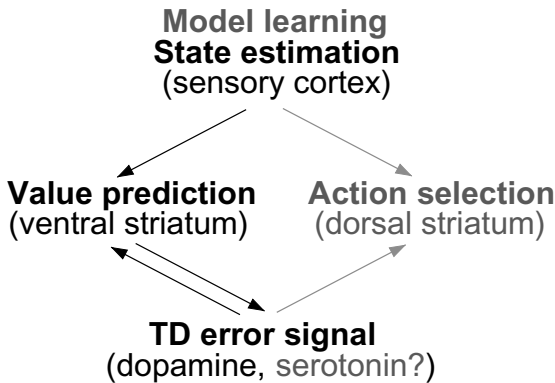 Model learning
State estimation
(sensory cortex)
Value prediction
(ventral striatum)
Action selection
(dorsal striatum)
TD error signal
(dopamine, serotonin?)